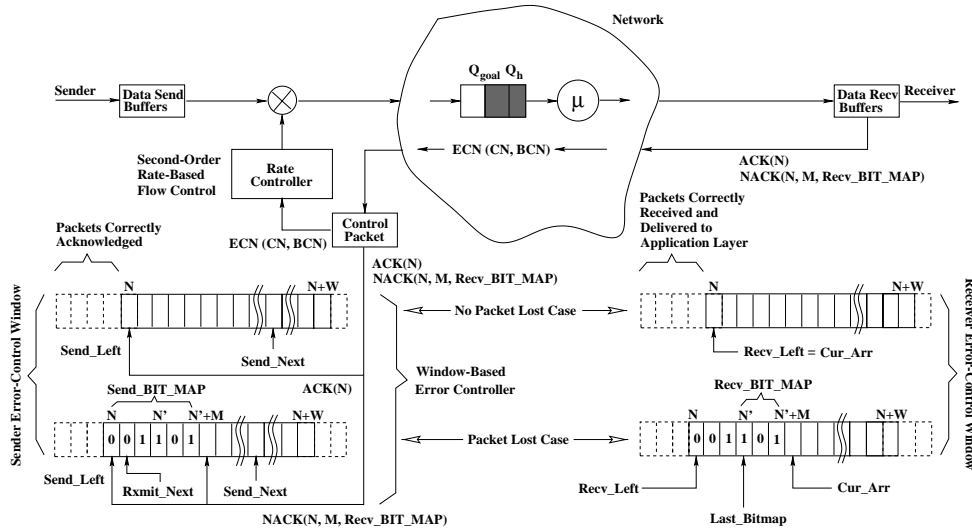 Network
Q_goal Q_h
Sender
Data Send
Buffers
μ
Data Recv
Buffers
Receiver
ECN (CN, BCN)
Second-Order
Rate-Based
Flow Control
Rate
Controller
ACK(N)
NACK(N, M, Recv_BIT_MAP)
Control
Packet
ECN (CN, BCN)
Packets Correctly
Acknowledged
Packets Correctly
Received and
Delivered to
Application Layer
ACK(N)
NACK(N, M, Recv_BIT_MAP)
Sender Error-Control Window
N N+W
No Packet Lost Case
N N+W
Receiver Error-Control Window
Send_Left
Send_Next
Recv_Left = Cur_Arr
ACK(N)
Window-Based
Error Controller
Send_BIT_MAP
N N' N'+M N+W
0 0 1 1 0 1
Packet Lost Case
Recv_BIT_MAP
N N' N'+M N+W
0 0 1 1 0 1
Send_Left
Rxmit_Next
Send_Next
Recv_Left
Cur_Arr
Last_Bitmap
NACK(N, M, Recv_BIT_MAP)